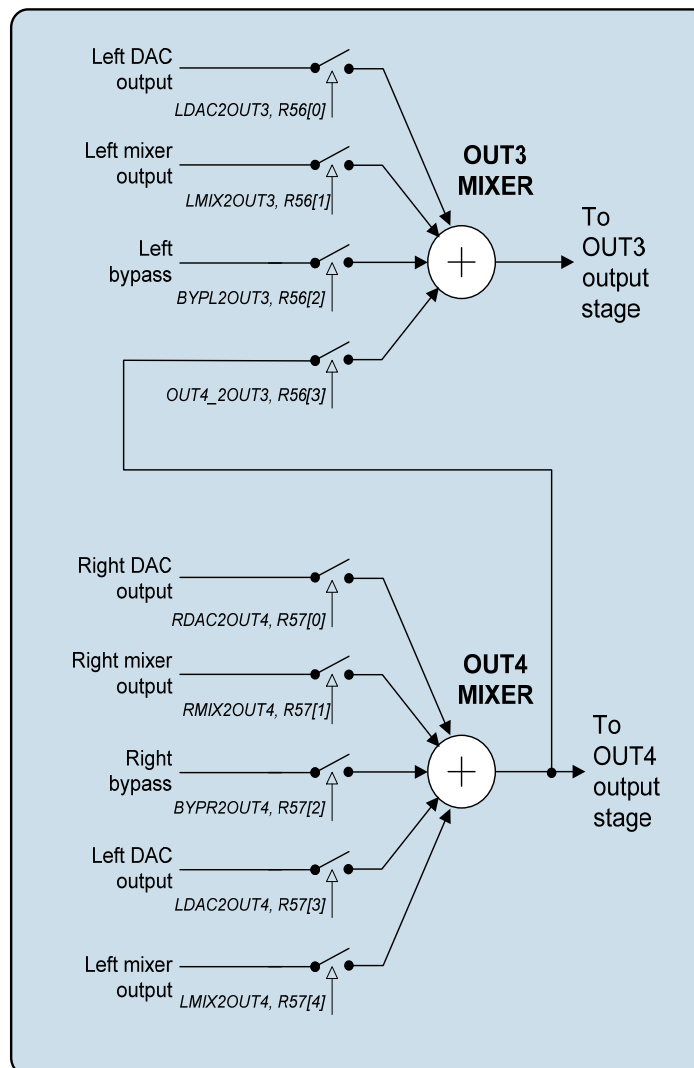 Left DAC
output
LDAC2OUT3, R56[0]
Left mixer
output
LMIX2OUT3, R56[1]
OUT3
MIXER
Left
bypass
BYPL2OUT3, R56[2]
To
OUT3
output
stage
OUT4_2OUT3, R56[3]
Right DAC
output
RDAC2OUT4, R57[0]
Right mixer
output
RMIX2OUT4, R57[1]
OUT4
MIXER
Right
bypass
BYPR2OUT4, R57[2]
To
OUT4
output
stage
Left DAC
output
LDAC2OUT4, R57[3]
Left mixer
output
LMIX2OUT4, R57[4]